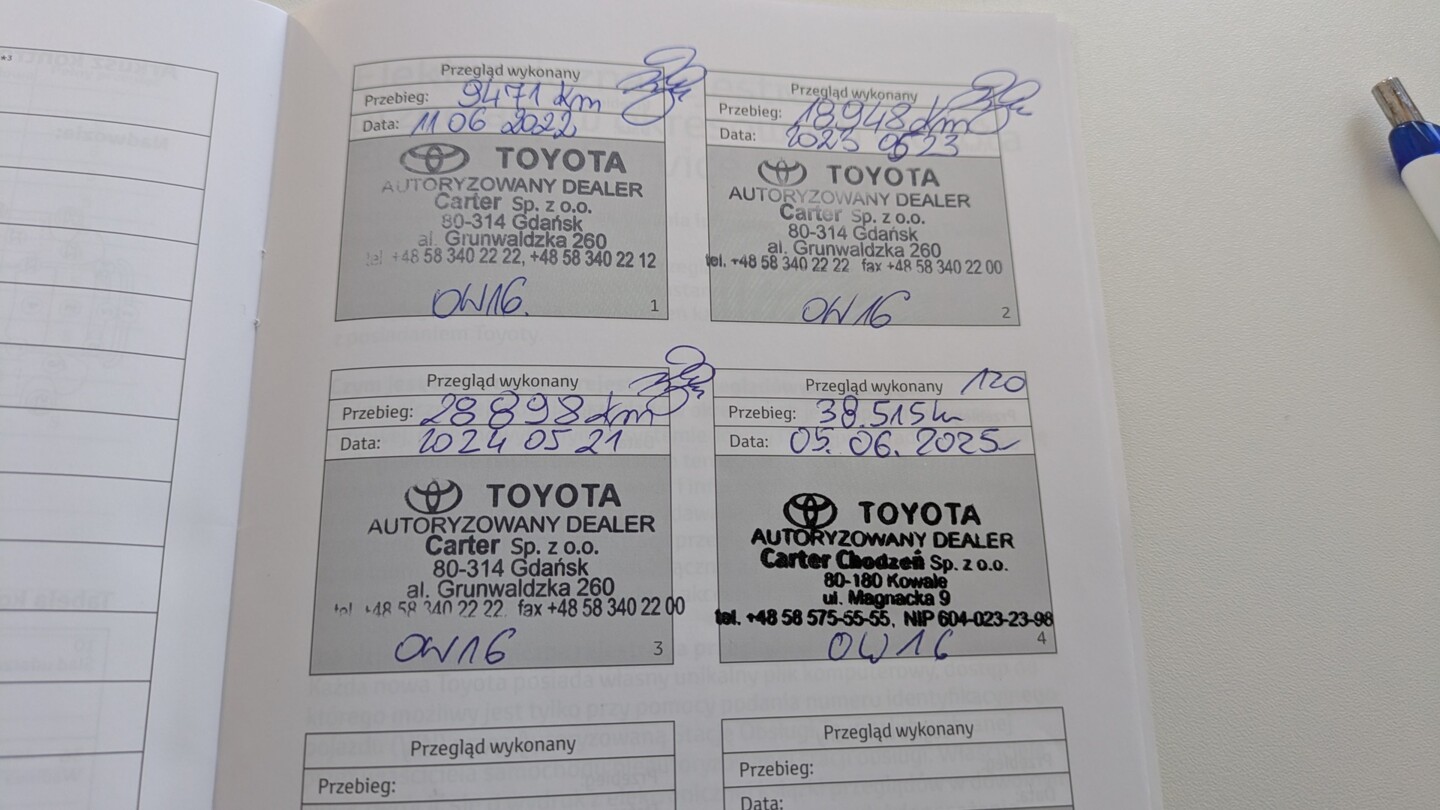 Przegląd wykonany
Przebieg: 9471 km
Data: 11 06 2022
TOYOTA
AUTORYZOWANY DEALER
Carter Sp. z o.o.
80-314 Gdańsk
al. Grunwaldzka 260
tel +48 58 340 22 22, +48 58 340 22 12
OW16.
1
Przegląd wykonany
Przebieg: 18948 km
Data: 2023 05 23
TOYOTA
AUTORYZOWANY DEALER
Carter Sp. z o.o.
80-314 Gdańsk
al. Grunwaldzka 260
tel. +48 58 340 22 22 fax +48 58 340 22 00
OW16
2
Przegląd wykonany
Przebieg: 28898 km
Data: 2024 05 21
TOYOTA
AUTORYZOWANY DEALER
Carter Sp. z o.o.
80-314 Gdańsk
al. Grunwaldzka 260
tel +48 58 340 22 22, fax +48 58 340 22 00
OW16
3
Przegląd wykonany 120
Przebieg: 38.515 k
Data: 05. 06. 2025
TOYOTA
AUTORYZOWANY DEALER
Carter Chodzeń Sp. z o.o.
80-180 Kowale
ul. Magnacka 9
tel. +48 58 575-55-55, NIP 604-023-23-98
OW16
4
Przegląd wykonany
Przebieg:
Przegląd wykonany
Przebieg:
Data: